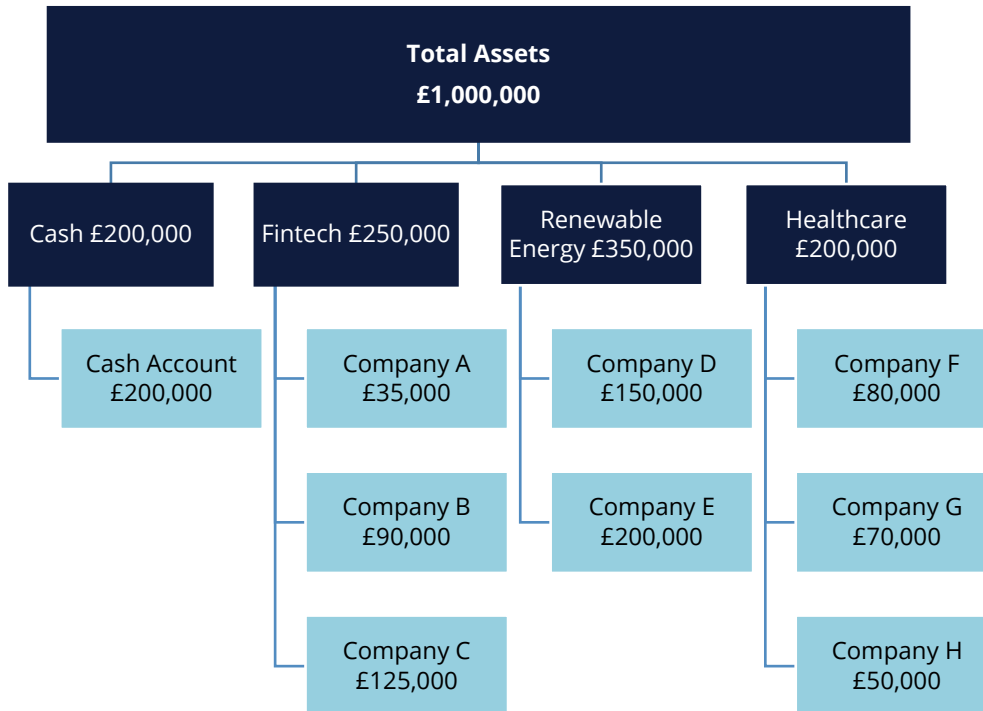 Total Assets
£1,000,000
Cash £200,000
Fintech £250,000
Renewable
Energy £350,000
Healthcare
£200,000
Cash Account
£200,000
Company A
£35,000
Company D
£150,000
Company F
£80,000
Company B
£90,000
Company E
£200,000
Company G
£70,000
Company C
£125,000
Company H
£50,000